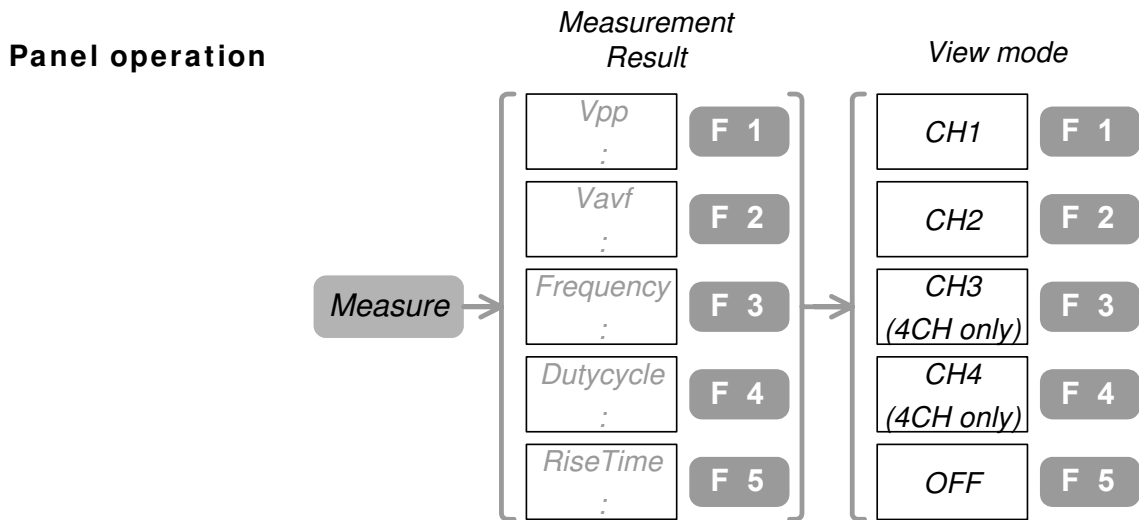 Panel operation
Measurement
Result
View mode
Vpp
:
F 1
CH1
F 1
Vavf
:
F 2
CH2
F 2
Measure
Frequency
:
F 3
CH3
(4CH only)
F 3
Dutycycle
:
F 4
CH4
(4CH only)
F 4
RiseTime
:
F 5
OFF
F 5